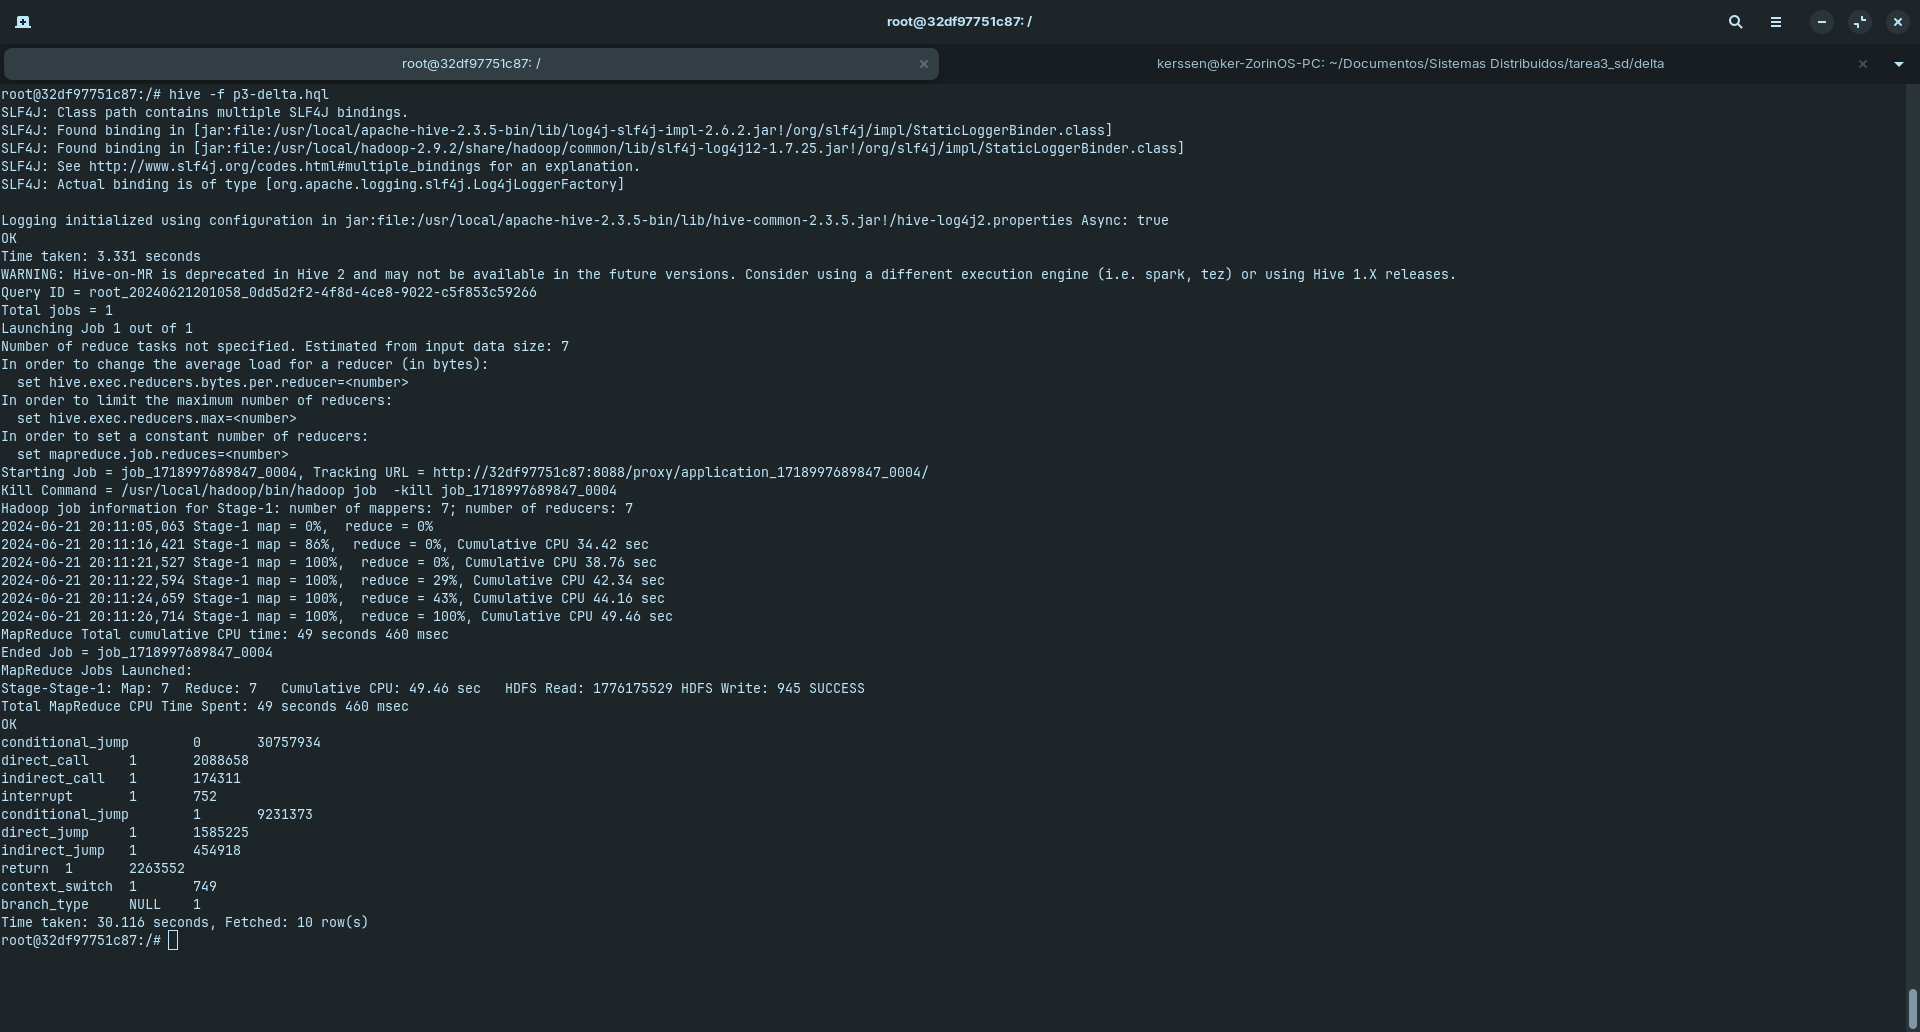 root@32df97751c87: /
root@32df97751c87: /
kerssen@ker-ZorinOS-PC: ~/Documentos/Sistemas Distribuidos/tarea3_sd/delta
root@32df97751c87:/# hive -f p3-delta.hql
SLF4J: Class path contains multiple SLF4J bindings.
SLF4J: Found binding in [jar:file:/usr/local/apache-hive-2.3.5-bin/lib/log4j-slf4j-impl-2.6.2.jar!/org/slf4j/impl/StaticLoggerBinder.class]
SLF4J: Found binding in [jar:file:/usr/local/hadoop-2.9.2/share/hadoop/common/lib/slf4j-log4j12-1.7.25.jar!/org/slf4j/impl/StaticLoggerBinder.class]
SLF4J: See http://www.slf4j.org/codes.html#multiple_bindings for an explanation.
SLF4J: Actual binding is of type [org.apache.logging.slf4j.Log4jLoggerFactory]

Logging initialized using configuration in jar:file:/usr/local/apache-hive-2.3.5-bin/lib/hive-common-2.3.5.jar!/hive-log4j2.properties Async: true
OK
Time taken: 3.331 seconds
WARNING: Hive-on-MR is deprecated in Hive 2 and may not be available in the future versions. Consider using a different execution engine (i.e. spark, tez) or using Hive 1.X releases.
Query ID = root_20240621201058_0dd5d2f2-4f8d-4ce8-9022-c5f853c59266
Total jobs = 1
Launching Job 1 out of 1
Number of reduce tasks not specified. Estimated from input data size: 7
In order to change the average load for a reducer (in bytes):
  set hive.exec.reducers.bytes.per.reducer=<number>
In order to limit the maximum number of reducers:
  set hive.exec.reducers.max=<number>
In order to set a constant number of reducers:
  set mapreduce.job.reduces=<number>
Starting Job = job_1718997689847_0004, Tracking URL = http://32df97751c87:8088/proxy/application_1718997689847_0004/
Kill Command = /usr/local/hadoop/bin/hadoop job  -kill job_1718997689847_0004
Hadoop job information for Stage-1: number of mappers: 7; number of reducers: 7
2024-06-21 20:11:05,063 Stage-1 map = 0%,  reduce = 0%
2024-06-21 20:11:16,421 Stage-1 map = 86%,  reduce = 0%, Cumulative CPU 34.42 sec
2024-06-21 20:11:21,527 Stage-1 map = 100%,  reduce = 0%, Cumulative CPU 38.76 sec
2024-06-21 20:11:22,594 Stage-1 map = 100%,  reduce = 29%, Cumulative CPU 42.34 sec
2024-06-21 20:11:24,659 Stage-1 map = 100%,  reduce = 43%, Cumulative CPU 44.16 sec
2024-06-21 20:11:26,714 Stage-1 map = 100%,  reduce = 100%, Cumulative CPU 49.46 sec
MapReduce Total cumulative CPU time: 49 seconds 460 msec
Ended Job = job_1718997689847_0004
MapReduce Jobs Launched:
Stage-Stage-1: Map: 7  Reduce: 7   Cumulative CPU: 49.46 sec   HDFS Read: 1776175529 HDFS Write: 945 SUCCESS
Total MapReduce CPU Time Spent: 49 seconds 460 msec
OK
conditional_jump	0	30757934
direct_call	1	2088658
indirect_call	1	174311
interrupt	1	752
conditional_jump	1	9231373
direct_jump	1	1585225
indirect_jump	1	454918
return	1	2263552
context_switch	1	749
branch_type	NULL	1
Time taken: 30.116 seconds, Fetched: 10 row(s)
root@32df97751c87:/#